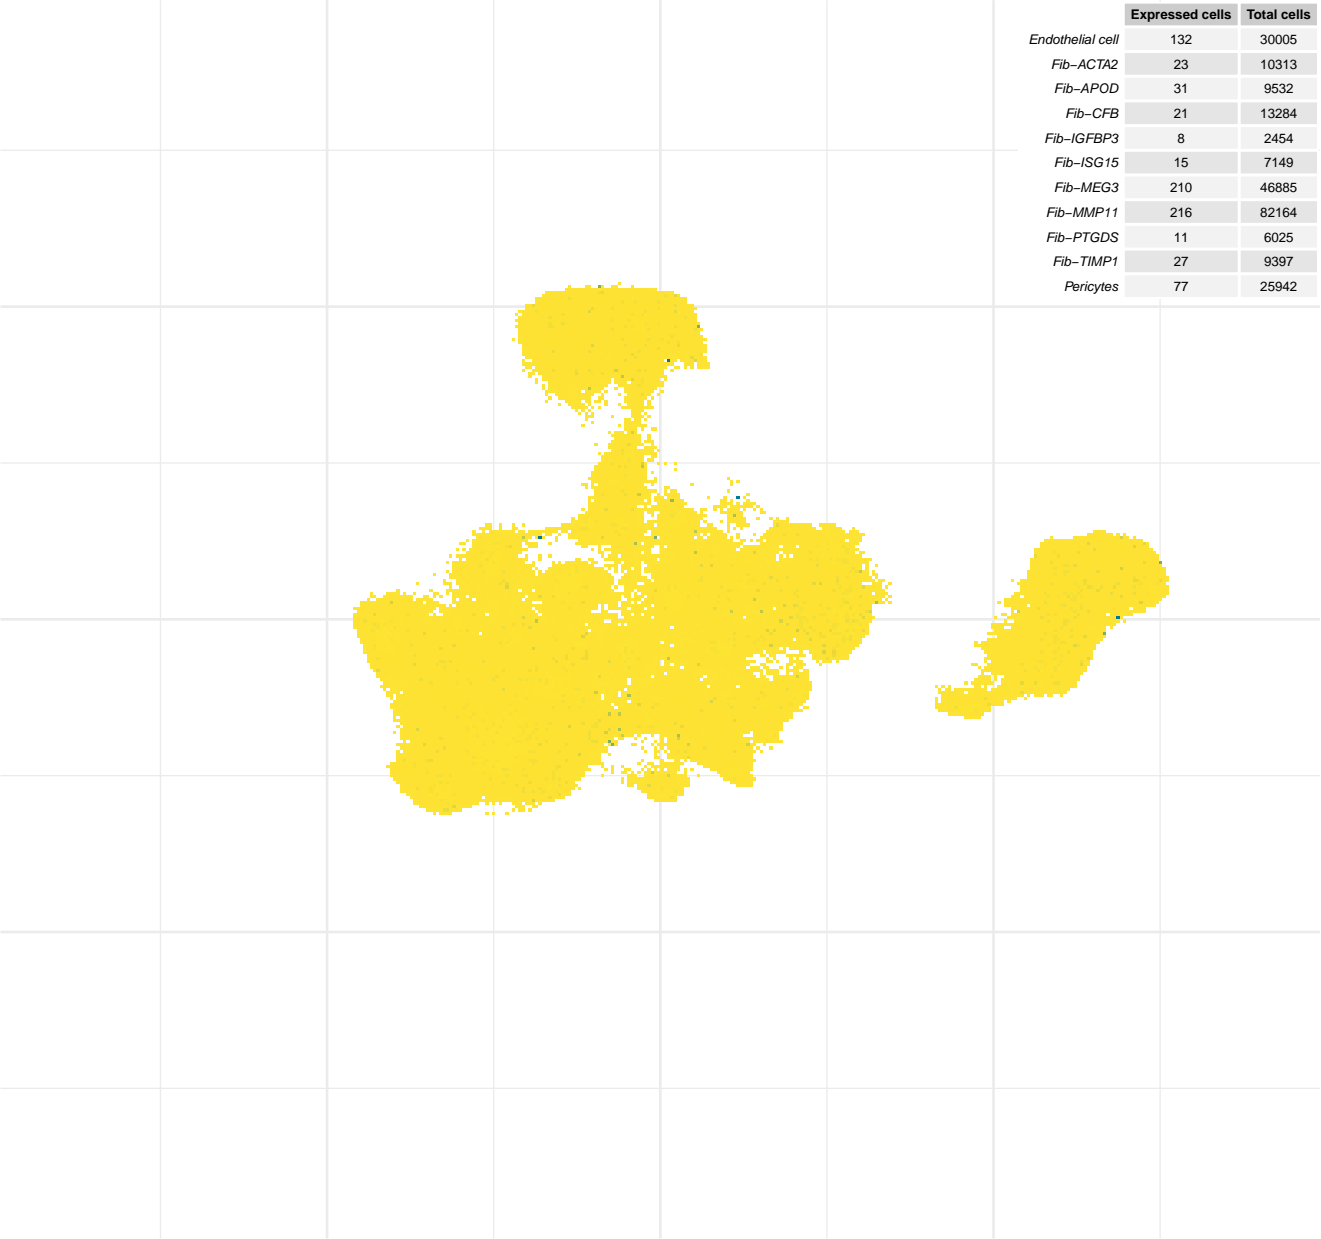 Expressed cells Total cells
Endothelial cell 132 30005
Fib−ACTA2 23 10313
Fib−APOD 31 9532
Fib−CFB 21 13284
Fib−IGFBP3 8 2454
Fib−ISG15 15 7149
Fib−MEG3 210 46885
Fib−MMP11 216 82164
Fib−PTGDS 11 6025
Fib−TIMP1 27 9397
Pericytes 77 25942